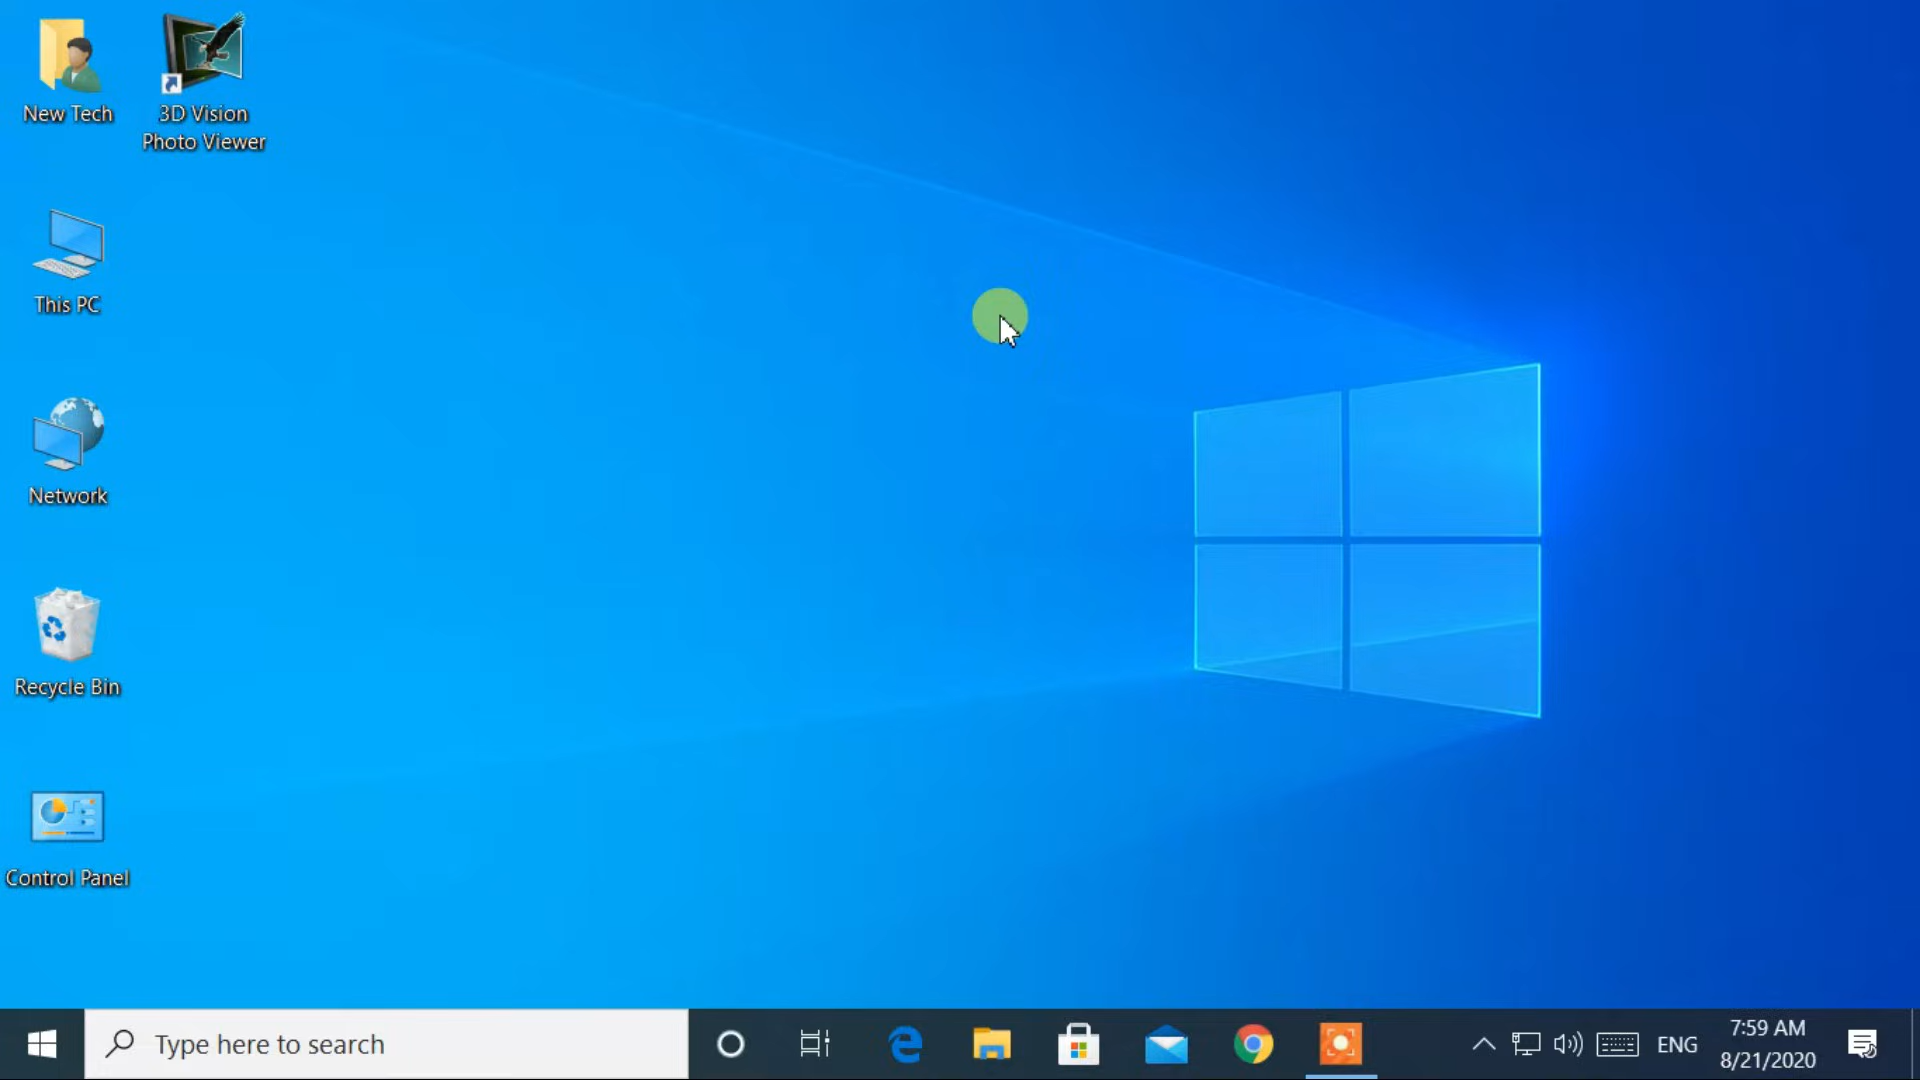 New Tech
3D Vision
Photo Viewer
This PC
Network
Recycle Bin
Control Panel
Type here to search
ENG
7:59 AM
8/21/2020